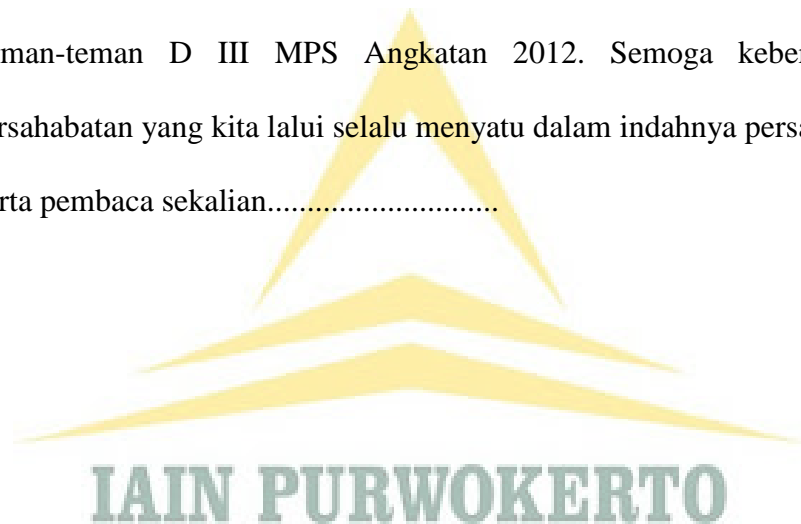 man-teman D III MPS Angkatan 2012. Semoga keber
rsahabatan yang kita lalui selalu menyatu dalam indahnya persa
rta pembaca sekalian.............................
IAIN PURWOKERTO